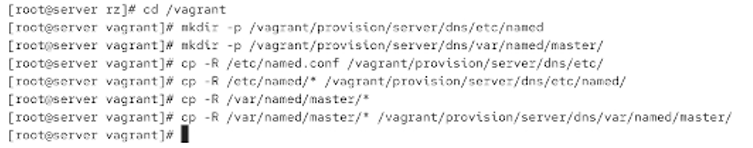 [root@server rz]# cd /vagrant
[root@server vagrant]# mkdir -p /vagrant/provision/server/dns/etc/named
[root@server vagrant]# mkdir -p /vagrant/provision/server/dns/var/named/master/
[root@server vagrant]# cp -R /etc/named.conf /vagrant/provision/server/dns/etc/
[root@server vagrant]# cp -R /etc/named/* /vagrant/provision/server/dns/etc/named/
[root@server vagrant]# cp -R /var/named/master/*
[root@server vagrant]# cp -R /var/named/master/* /vagrant/provision/server/dns/var/named/master/
[root@server vagrant]#